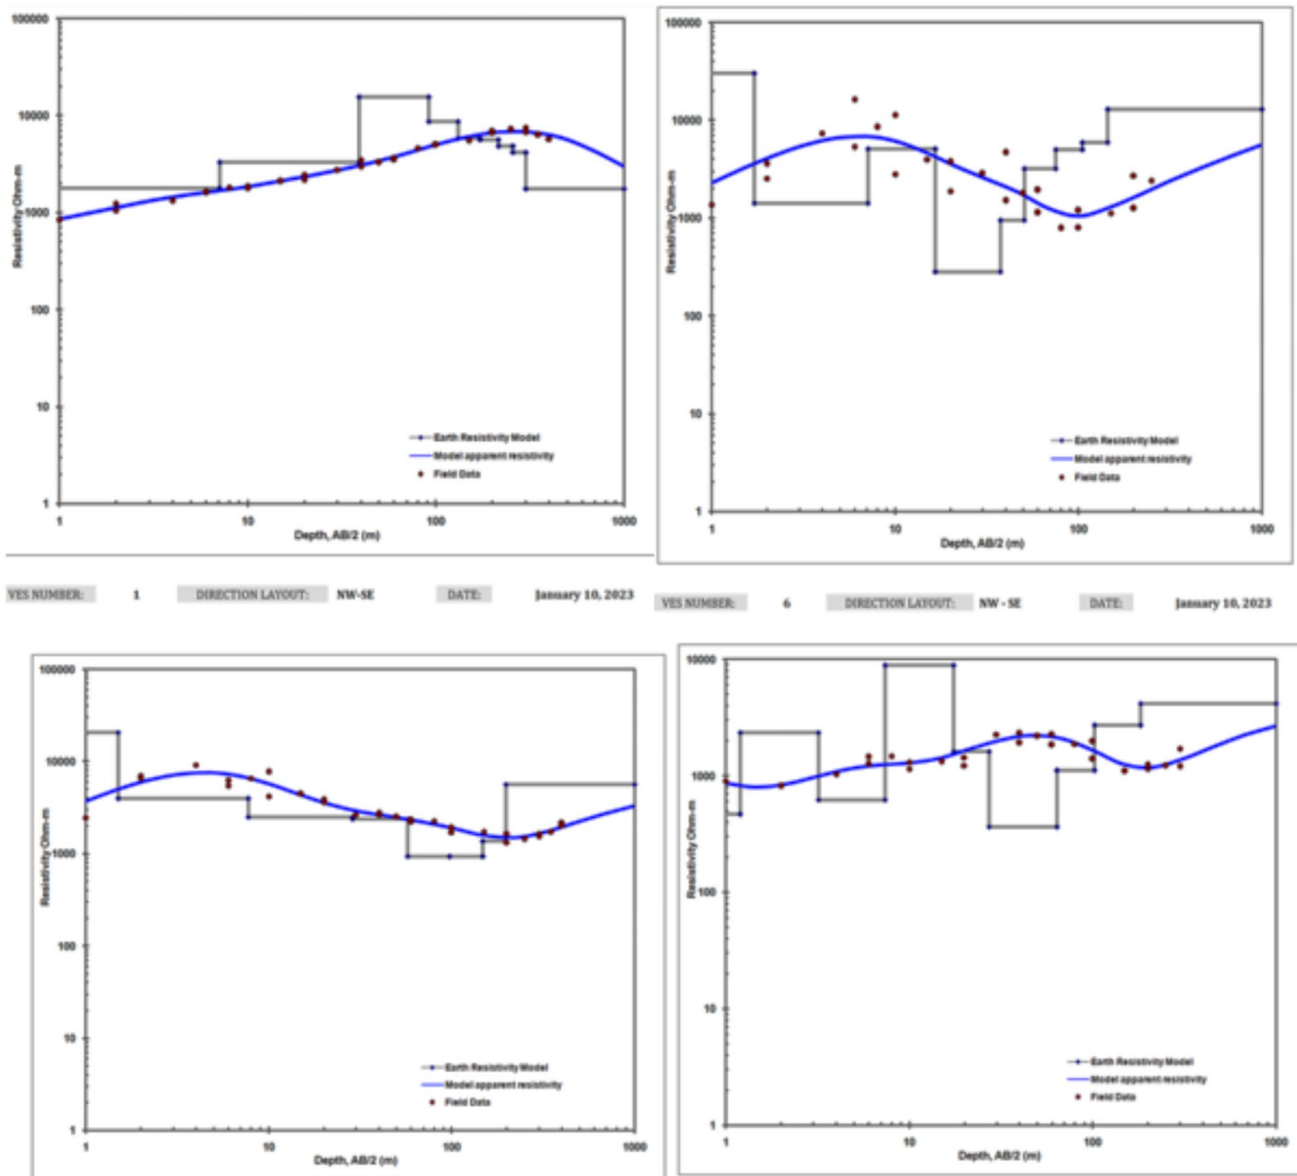 100000
10000
1000
100
10
1
Resistivity Ohm-m
Earth Resistivity Model
Model apparent resistivity
Field Data
1 10 100 1000
Depth, AB/2 (m)
100000
10000
1000
100
10
1
Resistivity Ohm-m
Earth Resistivity Model
Model apparent resistivity
Field Data
1 10 100 1000
Depth, AB/2 (m)
VES NUMBER: 1 DIRECTION LAYOUT: NW-SE DATE: January 10, 2023
VES NUMBER: 6 DIRECTION LAYOUT: NW - SE DATE: January 10, 2023
100000
10000
1000
100
10
1
Resistivity Ohm-m
Earth Resistivity Model
Model apparent resistivity
Field Data
1 10 100 1000
Depth, AB/2 (m)
10000
1000
100
10
1
Resistivity Ohm-m
Earth Resistivity Model
Model apparent resistivity
Field Data
1 10 100 1000
Depth, AB/2 (m)